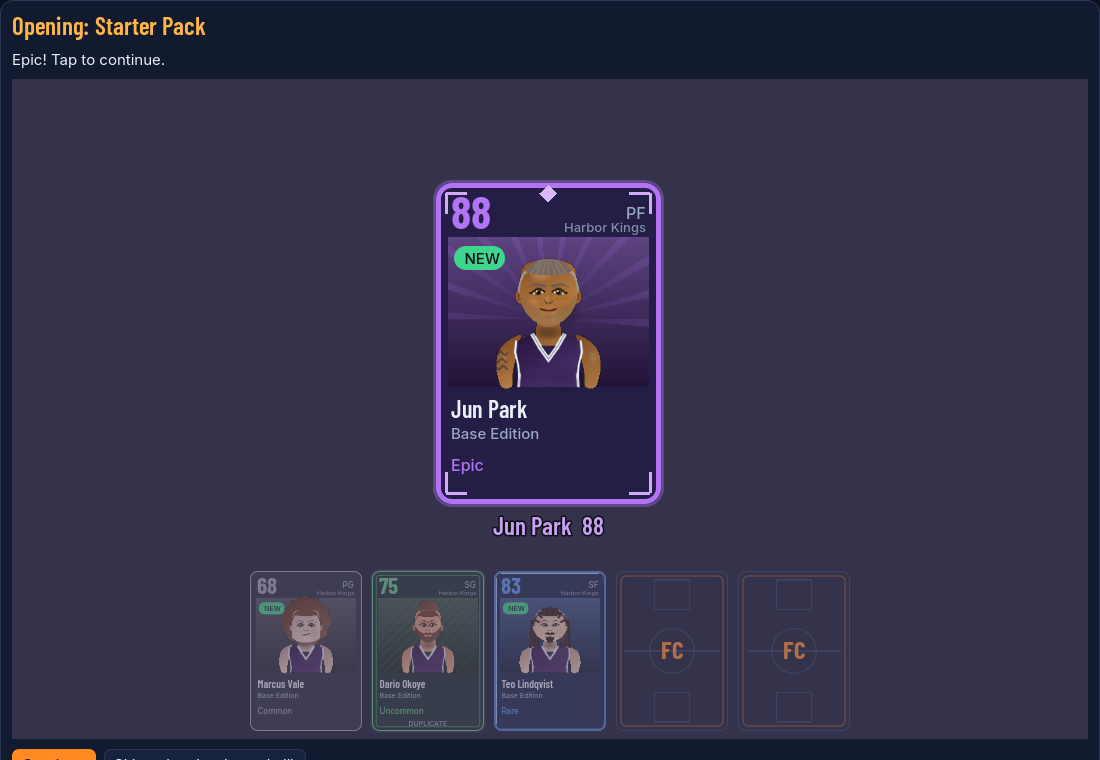 Opening: Starter Pack
Epic! Tap to continue.
88
PF
Harbor Kings
NEW
Jun Park
Base Edition
Epic
Jun Park 88
68
PG
Harbor Kings
NEW
Marcus Vale
Base Edition
Common
75
SG
Harbor Kings
Dario Okoye
Base Edition
Uncommon
DUPLICATE
83
SF
Harbor Kings
NEW
Teo Lindqvist
Base Edition
Rare
FC
FC